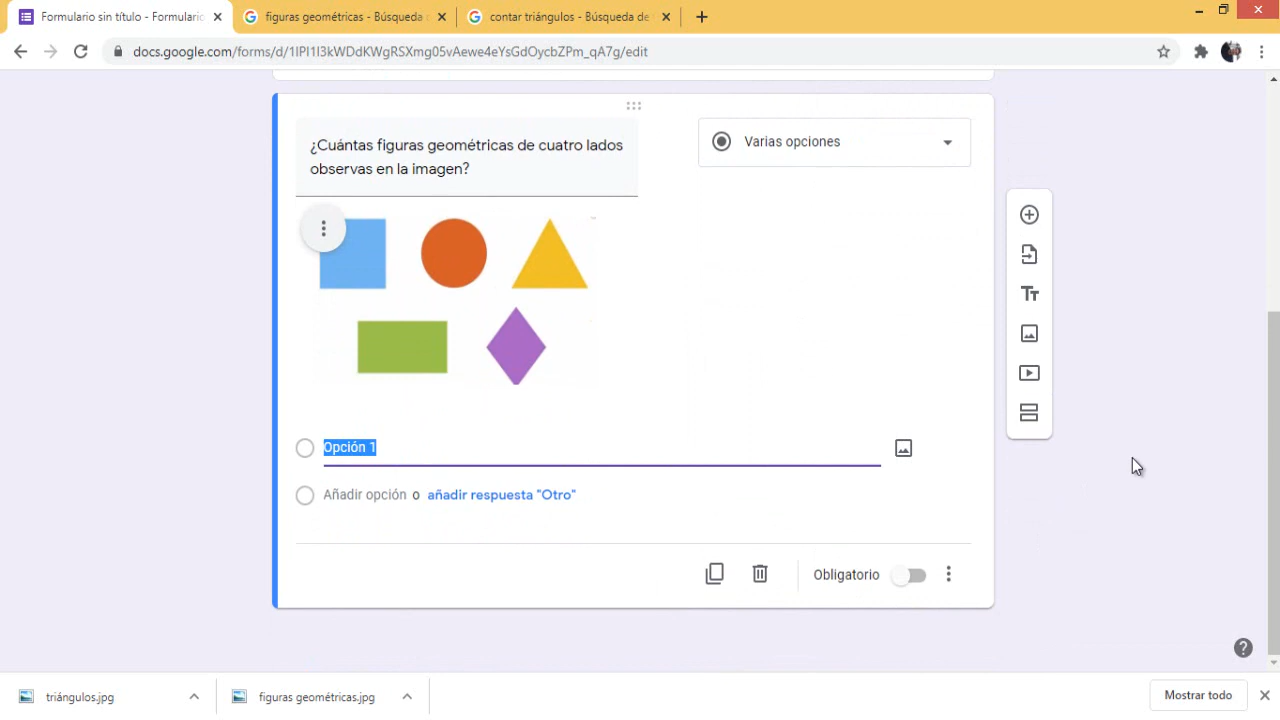 Formulario sin título - Formulario
figuras geométricas - Búsqueda
contar triángulos - Búsqueda de
docs.google.com/forms/d/1IPI1I3kWDdKWgRSXmg05vAewe4eYsGdOycbZPm_qA7g/edit
¿Cuántas figuras geométricas de cuatro lados
observas en la imagen?
Varias opciones
Opción 1
Añadir opción o añadir respuesta "Otro"
Obligatorio
triángulos.jpg
figuras geométricas.jpg
Mostrar todo